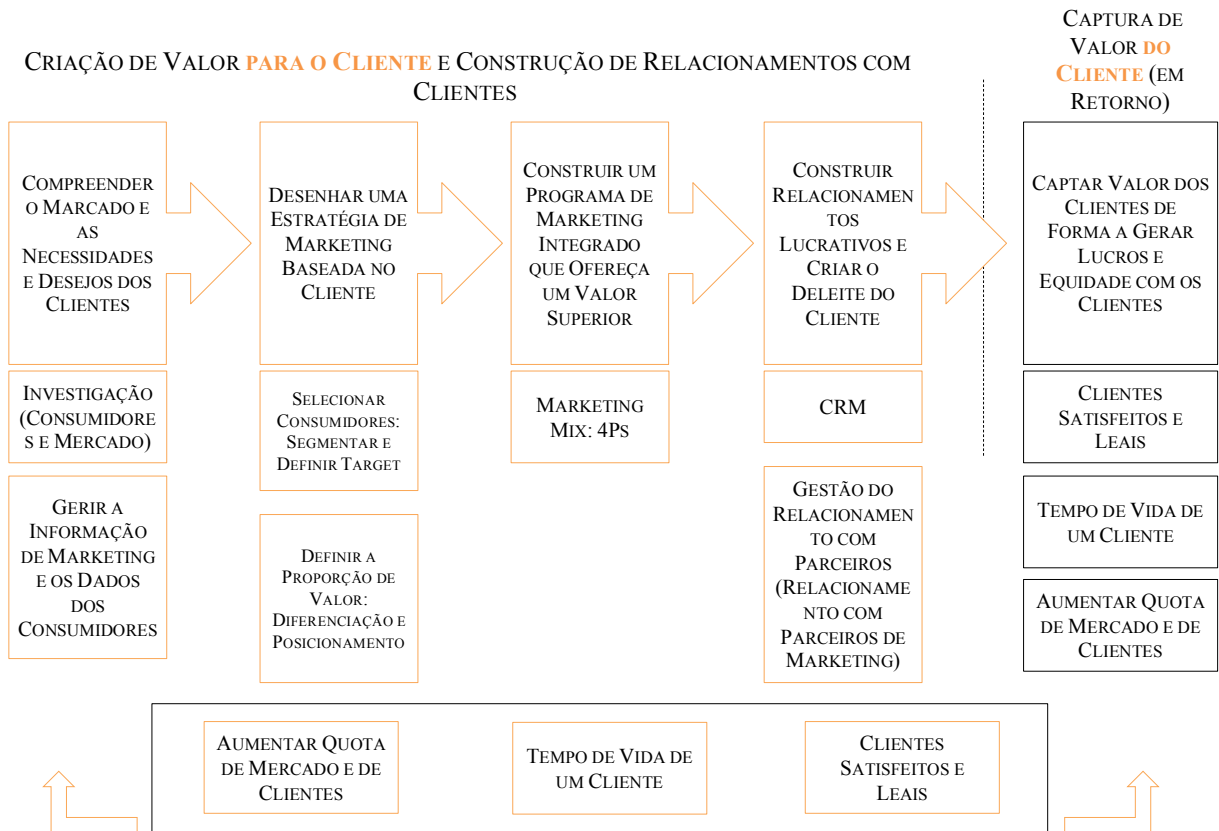 CRIAÇÃO DE VALOR PARA O CLIENTE E CONSTRUÇÃO DE RELACIONAMENTOS COM
CLIENTES
CAPTURA DE
VALOR DO
CLIENTE (EM
RETORNO)
COMPREENDER
O MARCADO E
AS
NECESSIDADES
E DESEJOS DOS
CLIENTES
DESENHAR UMA
ESTRATÉGIA DE
MARKETING
BASEADA NO
CLIENTE
CONSTRUIR UM
PROGRAMA DE
MARKETING
INTEGRADO
QUE OFEREÇA
UM VALOR
SUPERIOR
CONSTRUIR
RELACIONAMEN
TOS
LUCRATIVOS E
CRIAR O
DELEITE DO
CLIENTE
CAPTAR VALOR DOS
CLIENTES DE
FORMA A GERAR
LUCROS E
EQUIDADE COM OS
CLIENTES
INVESTIGAÇÃO
(CONSUMIDORE
S E MERCADO)
SELECIONAR
CONSUMIDORES:
SEGMENTAR E
DEFINIR TARGET
MARKETING
MIX: 4PS
CRM
CLIENTES
SATISFEITOS E
LEAIS
GERIR A
INFORMAÇÃO
DE MARKETING
E OS DADOS
DOS
CONSUMIDORES
DEFINIR A
PROPORÇÃO DE
VALOR:
DIFERENCIAÇÃO E
POSICIONAMENTO
GESTÃO DO
RELACIONAMEN
TO COM
PARCEIROS
(RELACIONAME
NTO COM
PARCEIROS DE
MARKETING)
TEMPO DE VIDA DE
UM CLIENTE
AUMENTAR QUOTA
DE MERCADO E DE
CLIENTES
AUMENTAR QUOTA
DE MERCADO E DE
CLIENTES
TEMPO DE VIDA DE
UM CLIENTE
CLIENTES
SATISFEITOS E
LEAIS